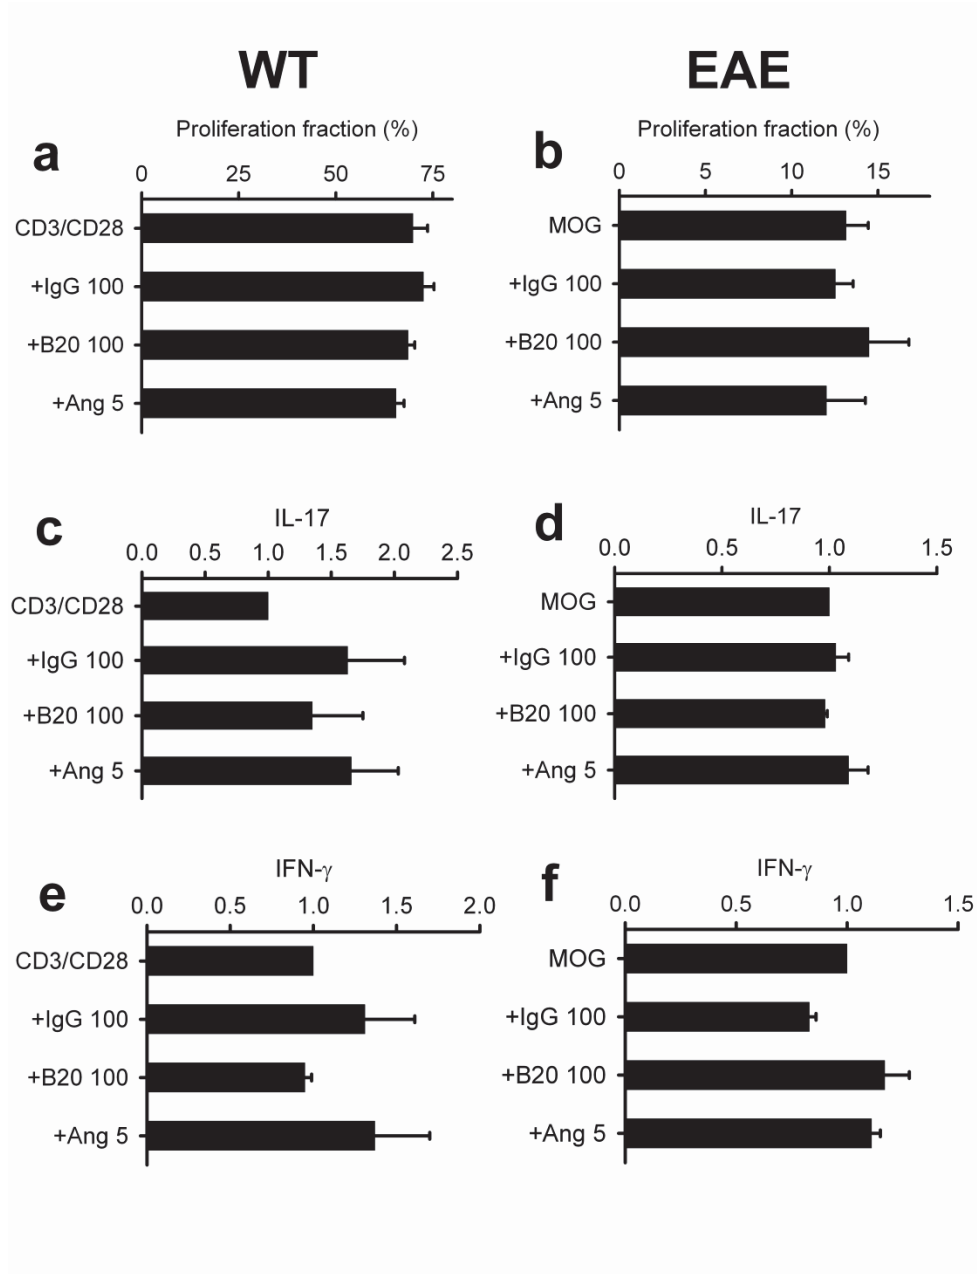 WT
EAE
a
Proliferation fraction (%)
0 25 50 75
CD3/CD28
+IgG 100
+B20 100
+Ang 5
b
Proliferation fraction (%)
0 5 10 15
MOG
+IgG 100
+B20 100
+Ang 5
c
IL-17
0.0 0.5 1.0 1.5 2.0 2.5
CD3/CD28
+IgG 100
+B20 100
+Ang 5
d
IL-17
0.0 0.5 1.0 1.5
MOG
+IgG 100
+B20 100
+Ang 5
e
IFN-γ
0.0 0.5 1.0 1.5 2.0
CD3/CD28
+IgG 100
+B20 100
+Ang 5
f
IFN-γ
0.0 0.5 1.0 1.5
MOG
+IgG 100
+B20 100
+Ang 5